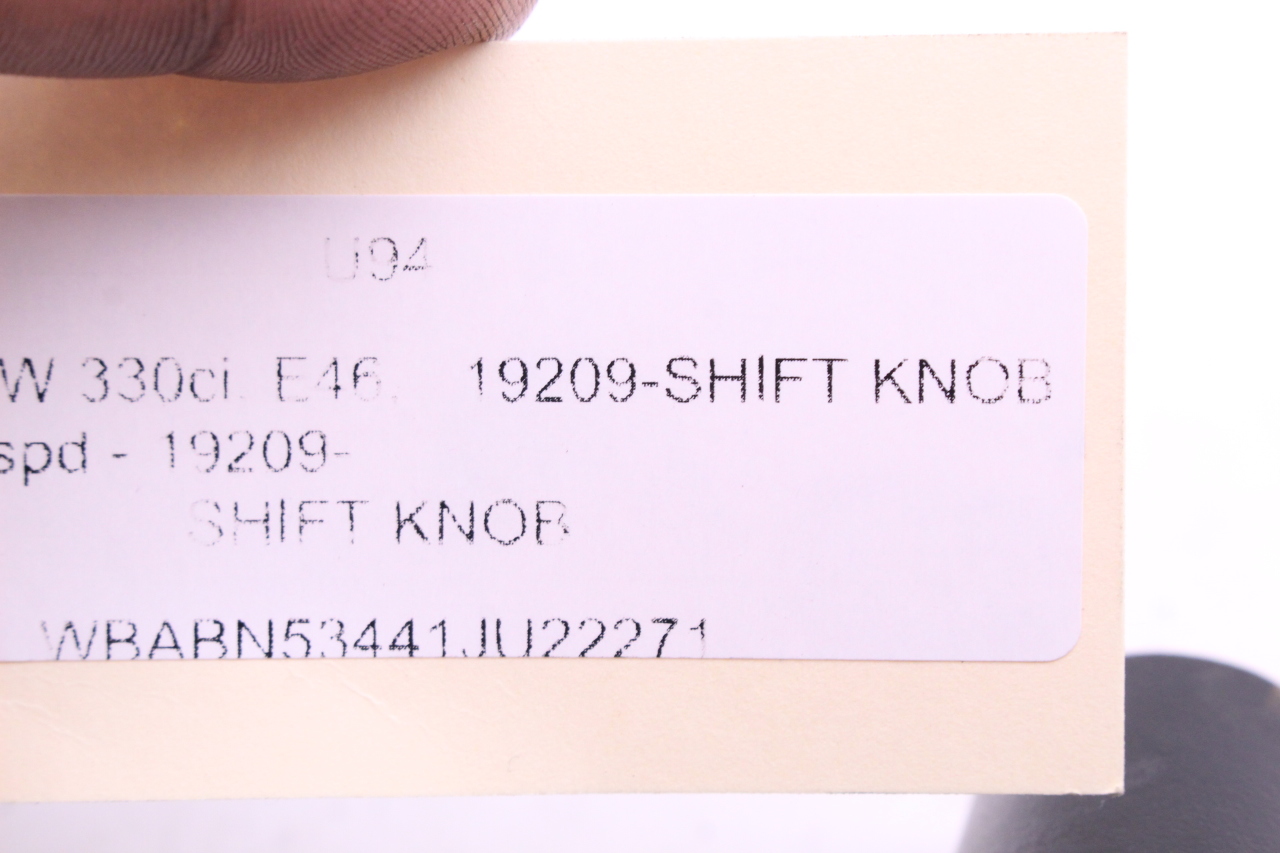 U94
W 330ci. E46, 19209-SHIFT KNOB
spd - 19209-
SHIFT KNOB
WBABN53441JU22271